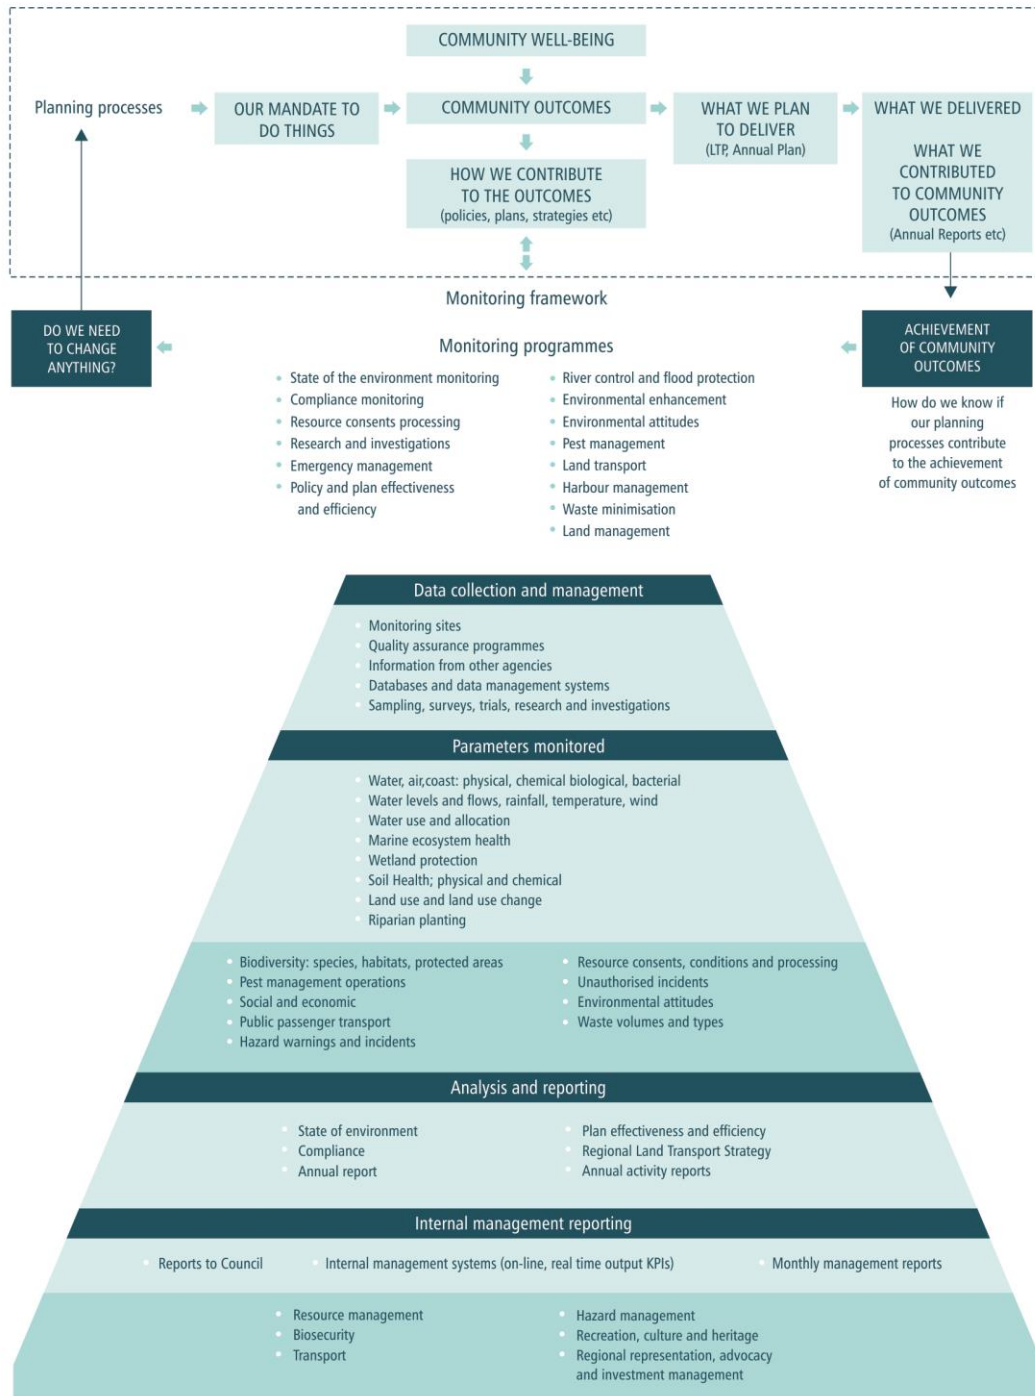 COMMUNITY WELL-BEING
Planning processes
OUR MANDATE TO
DO THINGS
COMMUNITY OUTCOMES
WHAT WE PLAN
TO DELIVER
(LTP, Annual Plan)
WHAT WE DELIVERED
WHAT WE
CONTRIBUTED
TO COMMUNITY
OUTCOMES
(Annual Reports etc)
HOW WE CONTRIBUTE
TO THE OUTCOMES
(policies, plans, strategies etc)
Monitoring framework
DO WE NEED
TO CHANGE
ANYTHING?
Monitoring programmes
• State of the environment monitoring
• Compliance monitoring
• Resource consents processing
• Research and investigations
• Emergency management
• Policy and plan effectiveness
and efficiency
• River control and flood protection
• Environmental enhancement
• Environmental attitudes
• Pest management
• Land transport
• Harbour management
• Waste minimisation
• Land management
ACHIEVEMENT
OF COMMUNITY
OUTCOMES
How do we know if
our planning
processes contribute
to the achievement
of community outcomes
Data collection and management
• Monitoring sites
• Quality assurance programmes
• Information from other agencies
• Databases and data management systems
• Sampling, surveys, trials, research and investigations
Parameters monitored
• Water, air,coast: physical, chemical biological, bacterial
• Water levels and flows, rainfall, temperature, wind
• Water use and allocation
• Marine ecosystem health
• Wetland protection
• Soil Health; physical and chemical
• Land use and land use change
• Riparian planting
• Biodiversity: species, habitats, protected areas
• Pest management operations
• Social and economic
• Public passenger transport
• Hazard warnings and incidents
• Resource consents, conditions and processing
• Unauthorised incidents
• Environmental attitudes
• Waste volumes and types
Analysis and reporting
• State of environment
• Compliance
• Annual report
• Plan effectiveness and efficiency
• Regional Land Transport Strategy
• Annual activity reports
Internal management reporting
• Reports to Council
• Internal management systems (on-line, real time output KPIs)
• Monthly management reports
• Resource management
• Biosecurity
• Transport
• Hazard management
• Recreation, culture and heritage
• Regional representation, advocacy
and investment management